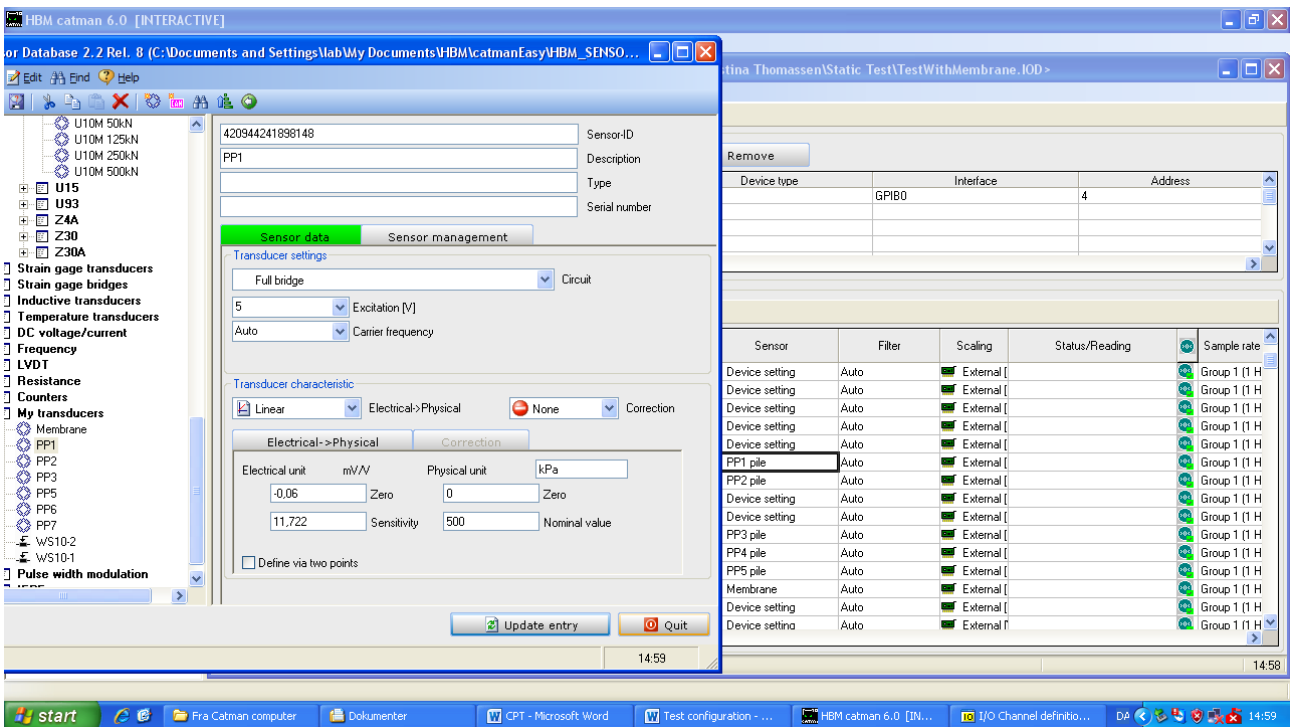 HBM catman 6.0 [INTERACTIVE]
or Database 2.2 Rel. 8 (C:\Documents and Settings\lab\My Documents\HBM\catmanEasy\HBM_SENSO...
tina Thomassen\Static Test\TestWithMembrane.IOD>
Edit Find Help
U10M 50kN
U10M 125kN
U10M 250kN
U10M 500kN
U15
U93
Z4A
Z30
Z30A
Strain gage transducers
Strain gage bridges
Inductive transducers
Temperature transducers
DC voltage/current
Frequency
LVDT
Resistance
Counters
My transducers
Membrane
PP1
PP2
PP3
PP5
PP6
PP7
WS10-2
WS10-1
Pulse width modulation
420944241898148 Sensor-ID
PP1 Description
Type
Serial number
Sensor data Sensor management
Transducer settings
Full bridge Circuit
5 Excitation [V]
Auto Carrier frequency
Transducer characteristic
Linear Electrical->Physical None Correction
Electrical->Physical Correction
Electrical unit mV/V Physical unit kPa
-0,06 Zero 0 Zero
11,722 Sensitivity 500 Nominal value
Define via two points
Update entry Quit
14:59
Remove
Device type Interface Address
GPIB0 4
Sensor Filter Scaling Status/Reading Sample rate
Device setting Auto External [ Group 1 (1 H
Device setting Auto External [ Group 1 (1 H
Device setting Auto External [ Group 1 (1 H
Device setting Auto External [ Group 1 (1 H
Device setting Auto External [ Group 1 (1 H
PP1 pile Auto External [ Group 1 (1 H
PP2 pile Auto External [ Group 1 (1 H
Device setting Auto External [ Group 1 (1 H
Device setting Auto External [ Group 1 (1 H
PP3 pile Auto External [ Group 1 (1 H
PP4 pile Auto External [ Group 1 (1 H
PP5 pile Auto External [ Group 1 (1 H
Membrane Auto External [ Group 1 (1 H
Device setting Auto External [ Group 1 (1 H
Device setting Auto External [ Group 1 (1 H
14:58
start Fra Catman computer Dokumenter CPT - Microsoft Word Test configuration - ... HBM catman 6.0 [IN... I/O Channel definitio... DA 14:59